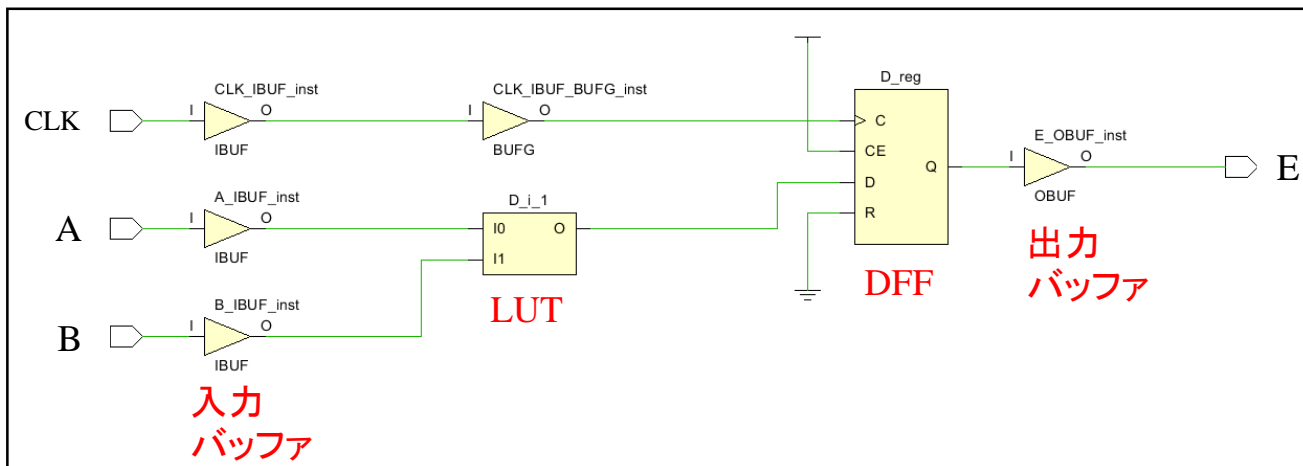 CLK
CLK_IBUF_inst
I
O
IBUF
CLK_IBUF_BUFG_inst
I
O
BUFG
D_reg
C
CE
D
R
Q
DFF
E_OBUF_inst
I
O
OBUF
E
出力
バッファ
A
A_IBUF_inst
I
O
IBUF
D_i_1
I0
I1
O
LUT
B
B_IBUF_inst
I
O
IBUF
入力
バッファ